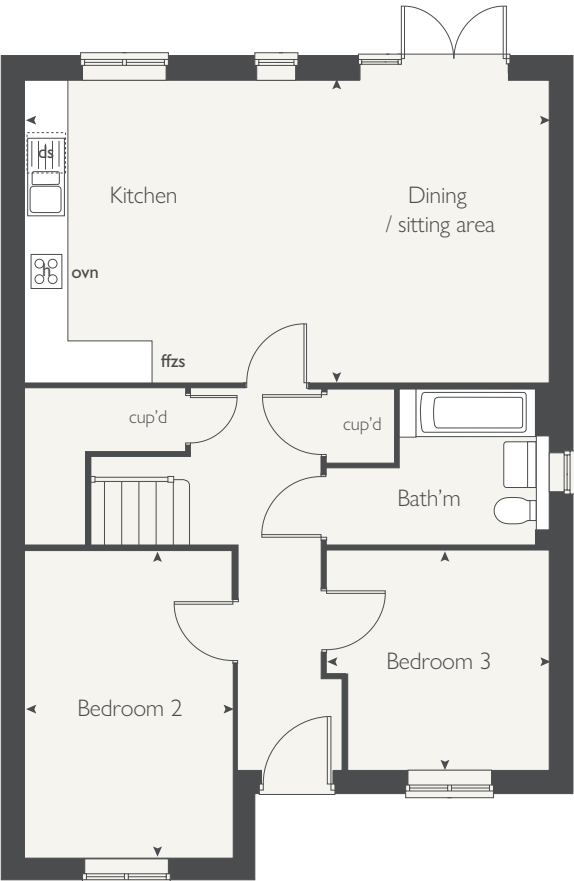 ds
Kitchen
Dining
/ sitting area
h
ovn
ffzs
cup'd
cup'd
Bath'm
Bedroom 3
Bedroom 2